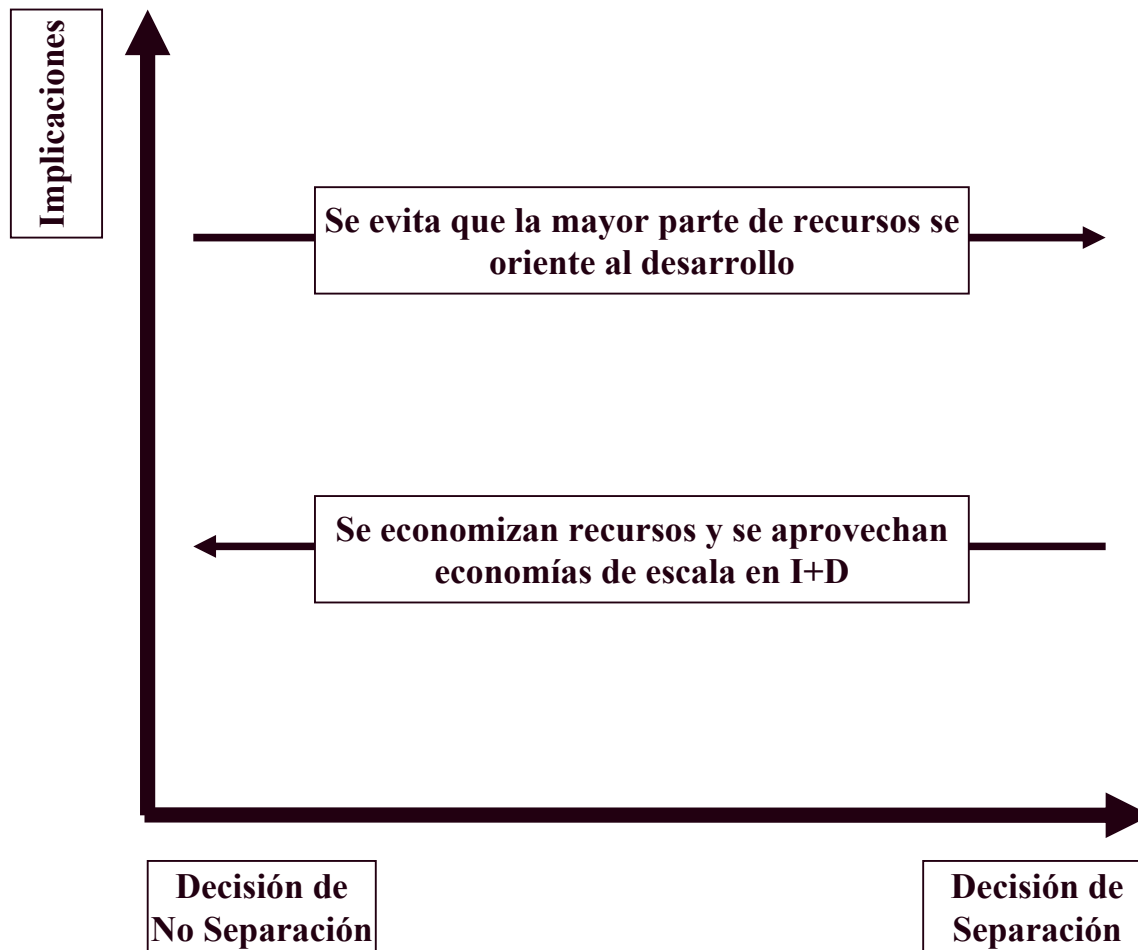 Implicaciones
Se evita que la mayor parte de recursos se
oriente al desarrollo
Se economizan recursos y se aprovechan
economías de escala en I+D
Decisión de
No Separación
Decisión de
Separación